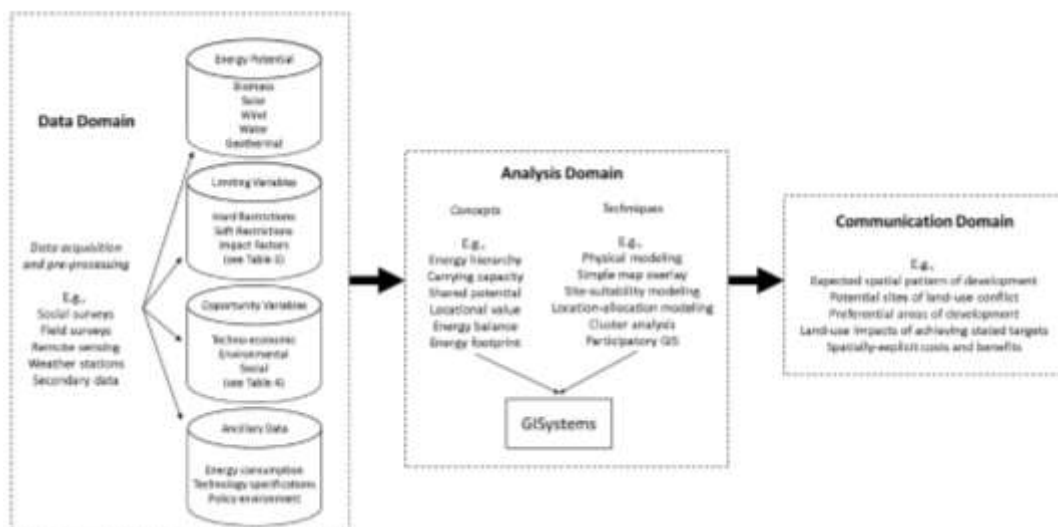 Data Domain
Data acquisition
and pre-processing
E.g.,
Social surveys
Field surveys
Remote sensing
Weather stations
Secondary data
Energy Potential
Biomass
Solar
Wind
Water
Geothermal
Limiting Variables
Hard Restrictions
Soft Restrictions
Impact Factors
(see Table
Opportunity Variables
Techno-economic
Environmental
Social
(see Table 4)
Ancillary Data
Energy consumption
Technology specifications
Policy environment
Analysis Domain
Concepts
E.g.,
Energy hierarchy
Carrying capacity
Shared potential
Locational value
Energy balance
Energy footprint
Techniques
E.g.,
Physical modeling
Simple map overlay
Site-suitability modeling
Location-allocation modeling
Cluster analysis
Participatory GIS
GISystems
Communication Domain
E.g.,
Expected spatial pattern of development
Potential sites of land-use conflict
Preferential areas of development
Land-use impacts of achieving stated targets
Spatially-explicit costs and benefits